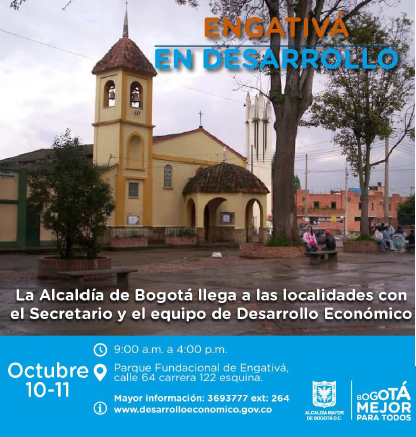 ENGATIVÁ
EN DESARROLLO
La Alcaldía de Bogotá llega a las localidades con
el Secretario y el equipo de Desarrollo Económico
Octubre
10-11
9:00 a.m. a 4:00 p.m.
Parque Fundacional de Engativá,
calle 64 carrera 122 esquina.
Mayor información: 3693777 ext: 264
www.desarrolloeconomico.gov.co
ALCALDÍA MAYOR
DE BOGOTÁ D.C.
BOGOTÁ
MEJOR
PARA TODOS